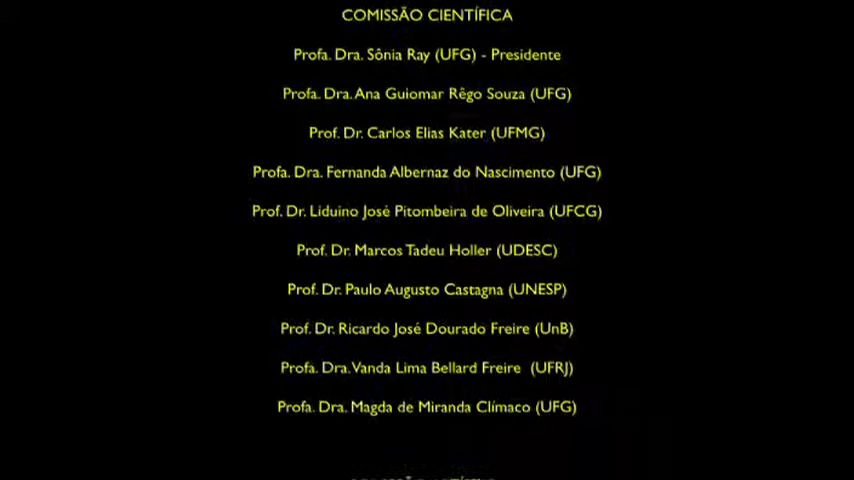 COMISSÃO CIENTÍFICA
Profa. Dra. Sônia Ray (UFG) - Presidente
Profa. Dra. Ana Guiomar Rêgo Souza (UFG)
Prof. Dr. Carlos Elias Kater (UFMG)
Profa. Dra. Fernanda Albernaz do Nascimento (UFG)
Prof. Dr. Liduino José Pitombeira de Oliveira (UFCG)
Prof. Dr. Marcos Tadeu Holler (UDESC)
Prof. Dr. Paulo Augusto Castagna (UNESP)
Prof. Dr. Ricardo José Dourado Freire (UnB)
Profa. Dra. Vanda Lima Bellard Freire (UFRJ)
Profa. Dra. Magda de Miranda Clímaco (UFG)